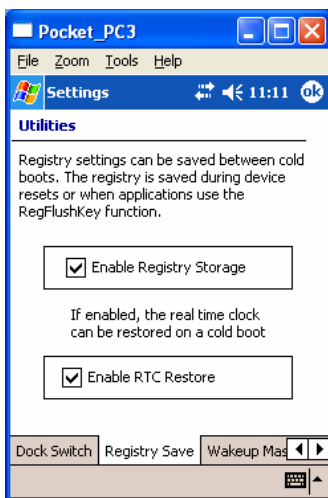 Pocket_PC3
File Zoom Tools Help
Settings 11:11 ok
Utilities
Registry settings can be saved between cold
boots. The registry is saved during device
resets or when applications use the
RegFlushKey function.
Enable Registry Storage
If enabled, the real time clock
can be restored on a cold boot
Enable RTC Restore
Dock Switch Registry Save Wakeup Mas